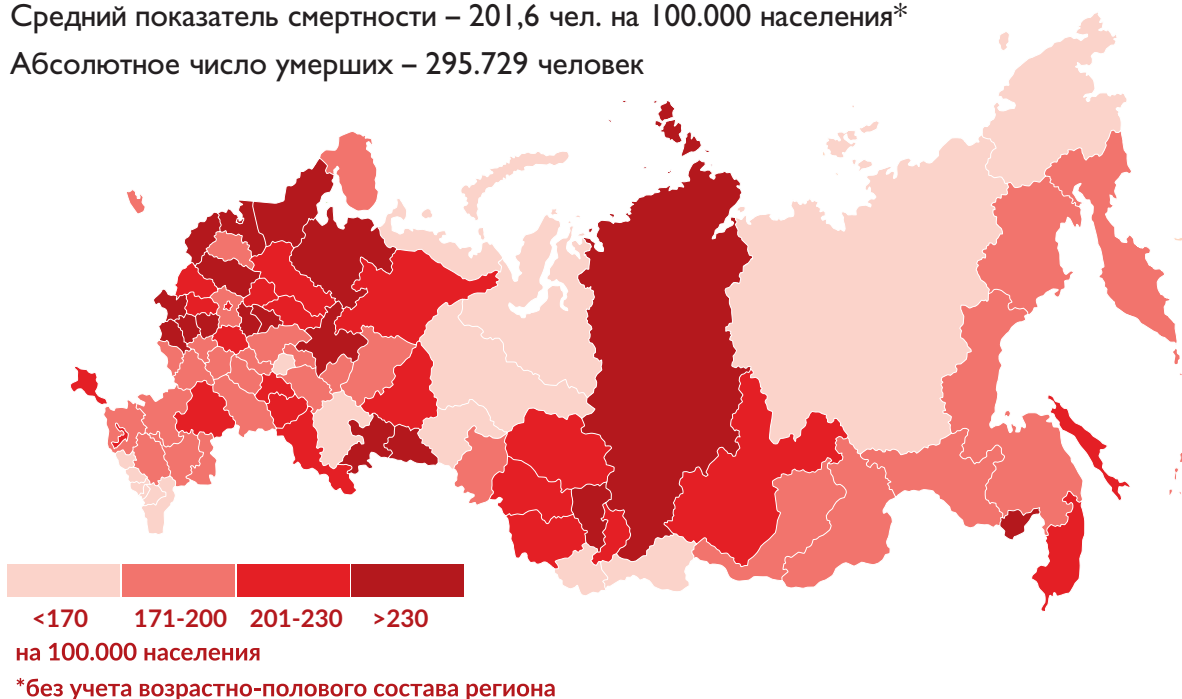 Средний показатель смертности – 201,6 чел. на 100.000 населения*
Абсолютное число умерших – 295.729 человек
<170 171-200 201-230 >230
на 100.000 населения
*без учета возрастно-полового состава региона